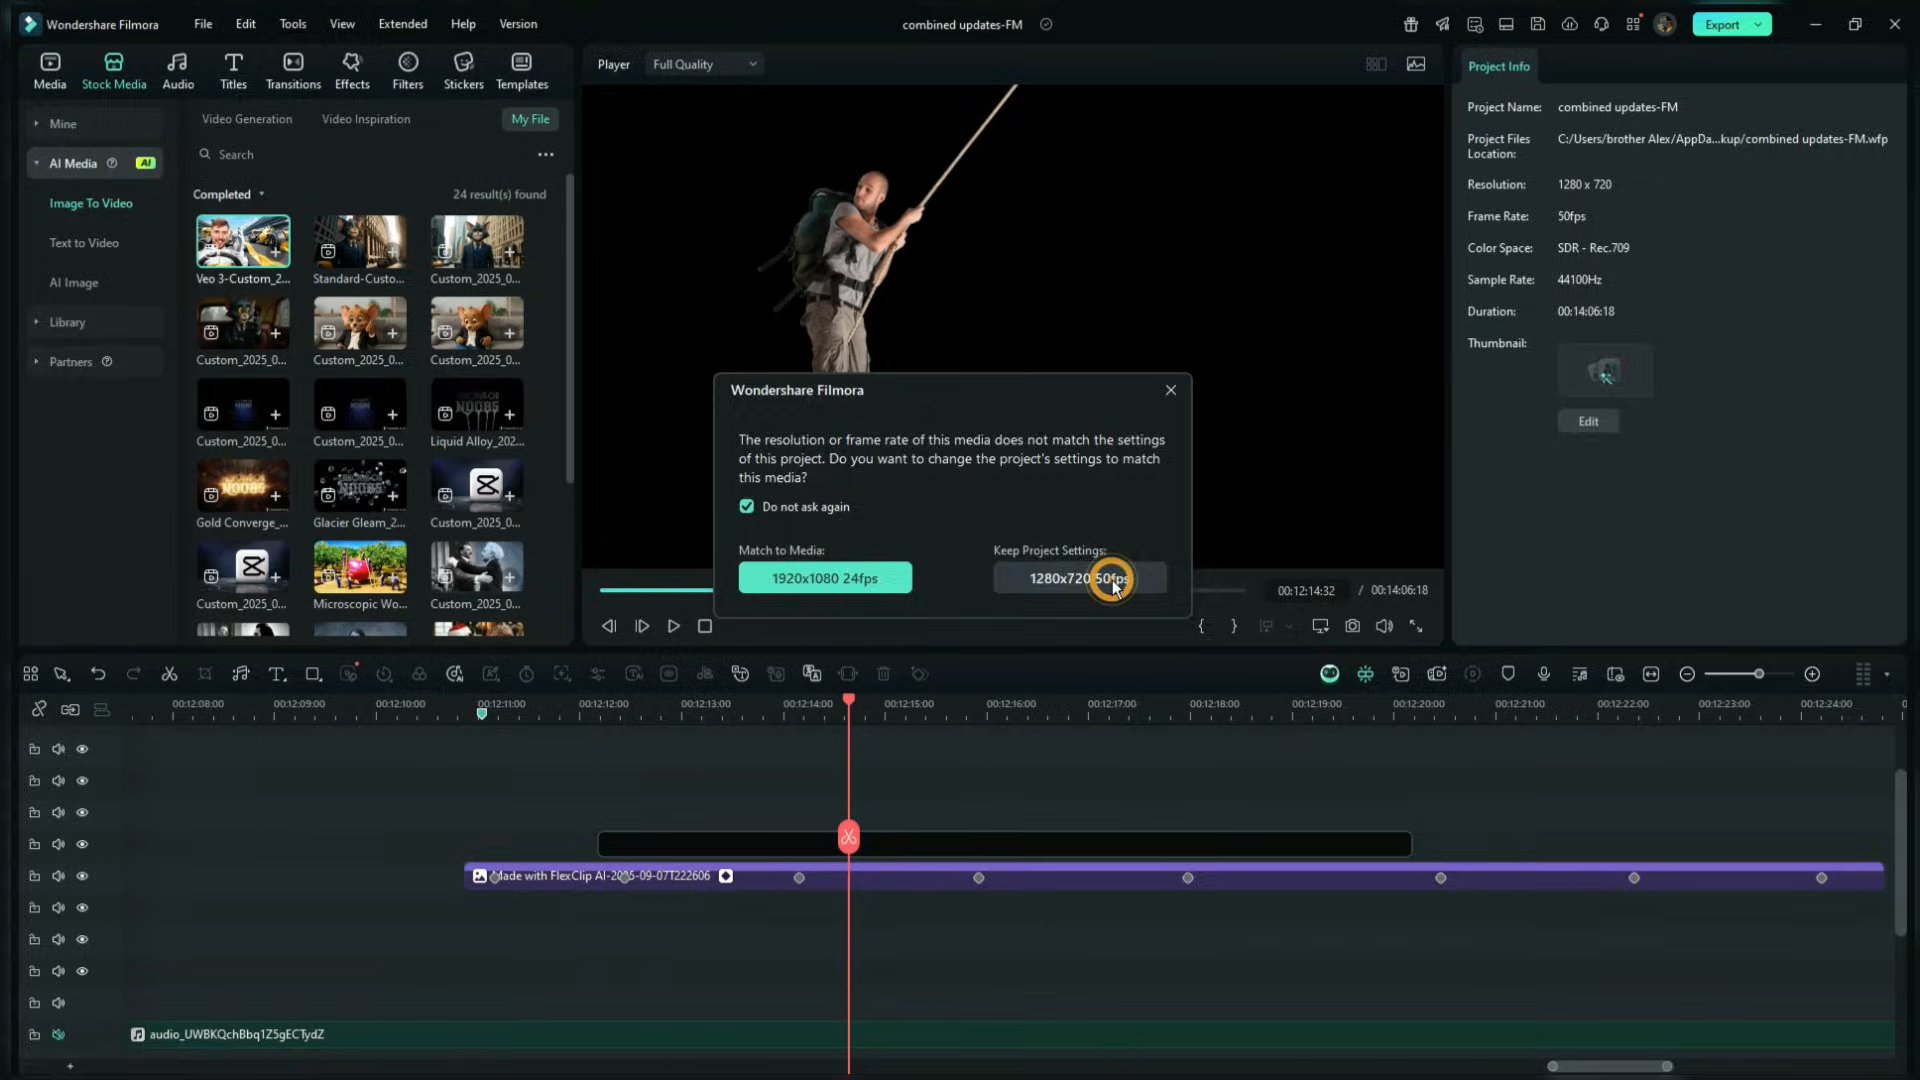 Wondershare Filmora
File Edit Tools View Extended Help Version
combined updates-FM
Export
Media
Stock Media
Audio
Titles
Transitions
Effects
Filters
Stickers
Templates
Mine
AI Media AI
Image To Video
Text to Video
AI Image
Library
Partners
Video Generation
Video Inspiration
My File
Search
Completed
24 result(s) found
Veo 3-Custom_2...
Standard-Custo...
Custom_2025_0...
Custom_2025_0...
Custom_2025_0...
Custom_2025_0...
Custom_2025_0...
Custom_2025_0...
Liquid Alloy_202...
Gold Converge_...
Glacier Gleam_2...
Custom_2025_0...
Custom_2025_0...
Microscopic Wo...
Custom_2025_0...
Player
Full Quality
Wondershare Filmora
The resolution or frame rate of this media does not match the settings
of this project. Do you want to change the project's settings to match
this media?
Do not ask again
Match to Media:
1920x1080 24fps
Keep Project Settings:
1280x720 50fps
00:12:14:32 / 00:14:06:18
Project Info
Project Name: combined updates-FM
Project Files Location: C:/Users/brother Alex/AppDa...kup/combined updates-FM.wfp
Resolution: 1280 x 720
Frame Rate: 50fps
Color Space: SDR - Rec.709
Sample Rate: 44100Hz
Duration: 00:14:06:18
Thumbnail:
Edit
00:12:08:00 00:12:09:00 00:12:10:00 00:12:11:00 00:12:12:00 00:12:13:00 00:12:14:00 00:12:15:00 00:12:16:00 00:12:17:00 00:12:18:00 00:12:19:00 00:12:20:00 00:12:21:00 00:12:22:00 00:12:23:00 00:12:24:00
Made with FlexClip AI-2025-09-07T222606
audio_UWBKQchBbq1Z5gECTydZ